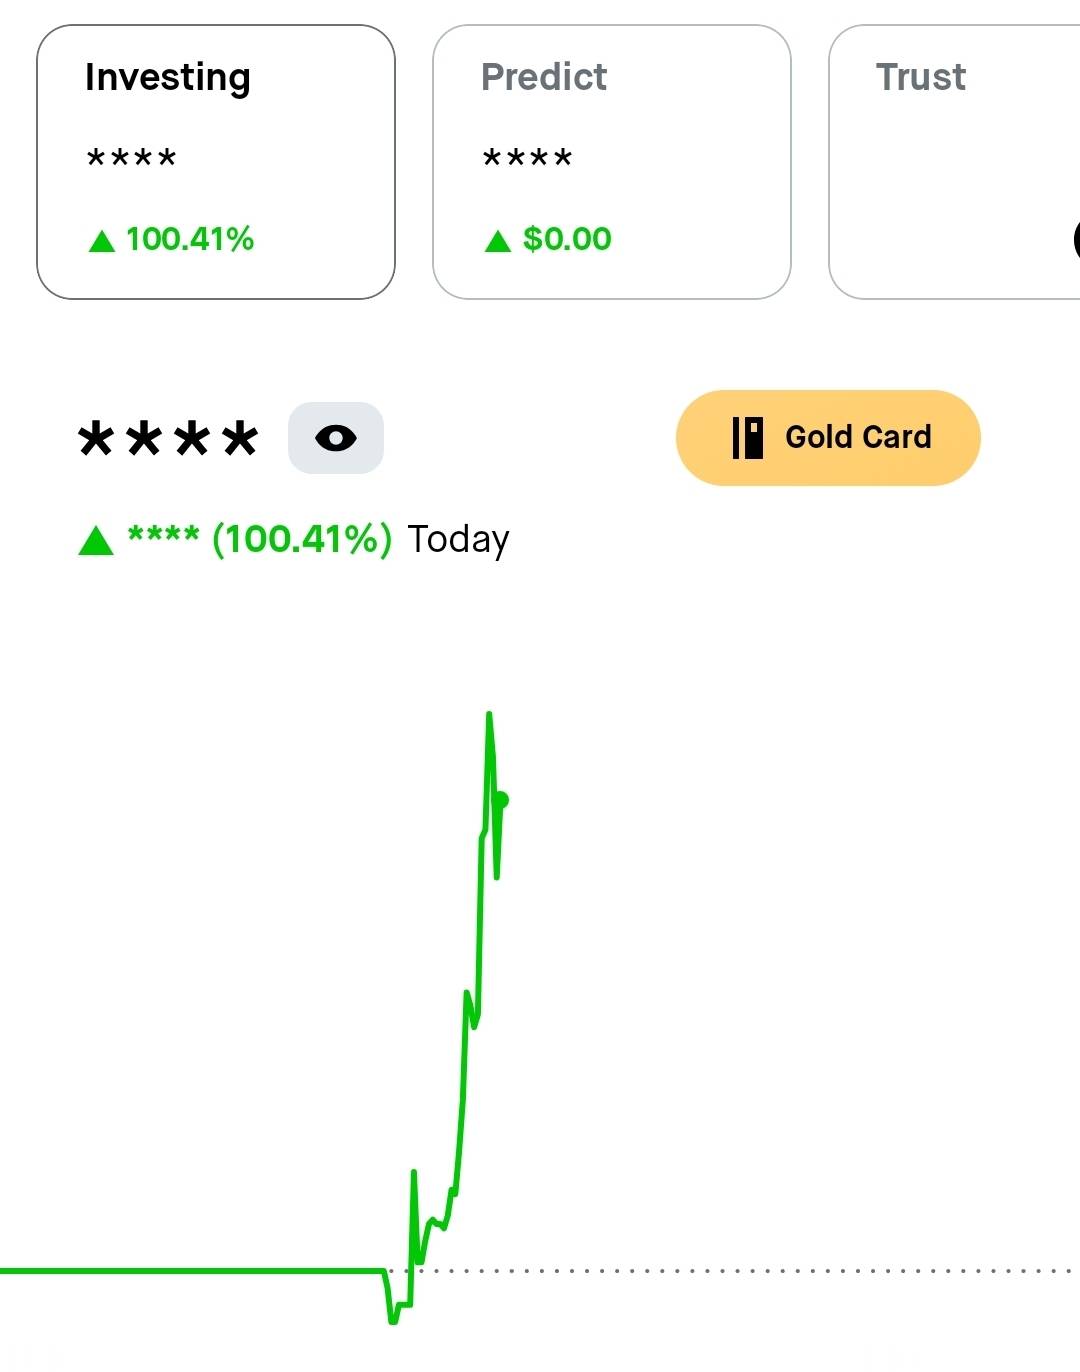 Investing
****
▲ 100.41%
Predict
****
▲ $0.00
Trust
****
Gold Card
▲ **** (100.41%) Today